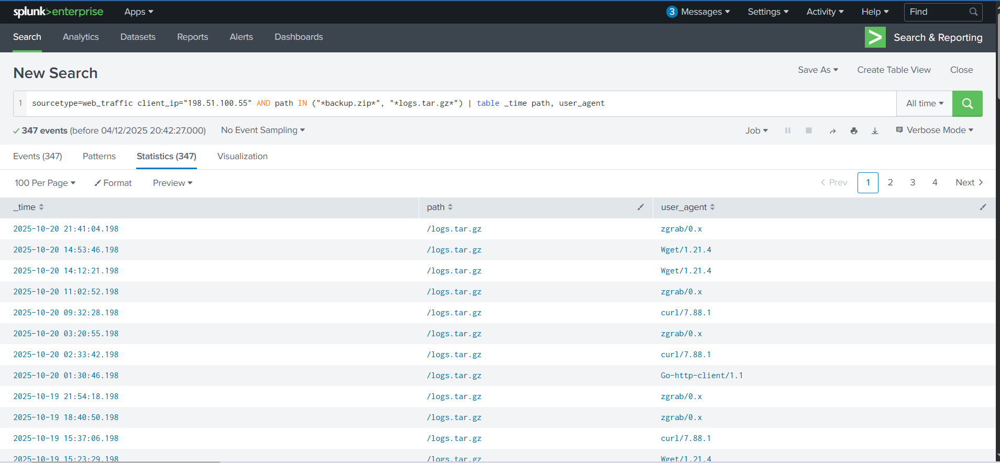 splunk>enterprise Apps 3 Messages Settings Activity Help Find
Search Analytics Datasets Reports Alerts Dashboards Search & Reporting
New Search Save As Create Table View Close
1 sourcetype=web_traffic client_ip="198.51.100.55" AND path IN ("*backup.zip*", "*logs.tar.gz*") | table _time path, user_agent All time
347 events (before 04/12/2025 20:42:27.000) No Event Sampling Job Verbose Mode
Events (347) Patterns Statistics (347) Visualization
100 Per Page Format Preview < Prev 1 2 3 4 Next >
_time path user_agent
2025-10-20 21:41:04.198 /logs.tar.gz zgrab/0.x
2025-10-20 14:53:46.198 /logs.tar.gz Wget/1.21.4
2025-10-20 14:12:21.198 /logs.tar.gz Wget/1.21.4
2025-10-20 11:02:52.198 /logs.tar.gz zgrab/0.x
2025-10-20 09:32:28.198 /logs.tar.gz curl/7.88.1
2025-10-20 03:20:55.198 /logs.tar.gz zgrab/0.x
2025-10-20 02:33:42.198 /logs.tar.gz curl/7.88.1
2025-10-20 01:30:46.198 /logs.tar.gz Go-http-client/1.1
2025-10-19 21:54:18.198 /logs.tar.gz zgrab/0.x
2025-10-19 18:40:50.198 /logs.tar.gz zgrab/0.x
2025-10-19 15:37:06.198 /logs.tar.gz curl/7.88.1
2025-10-19 15:23:29.198 /logs.tar.gz Wget/1.21.4